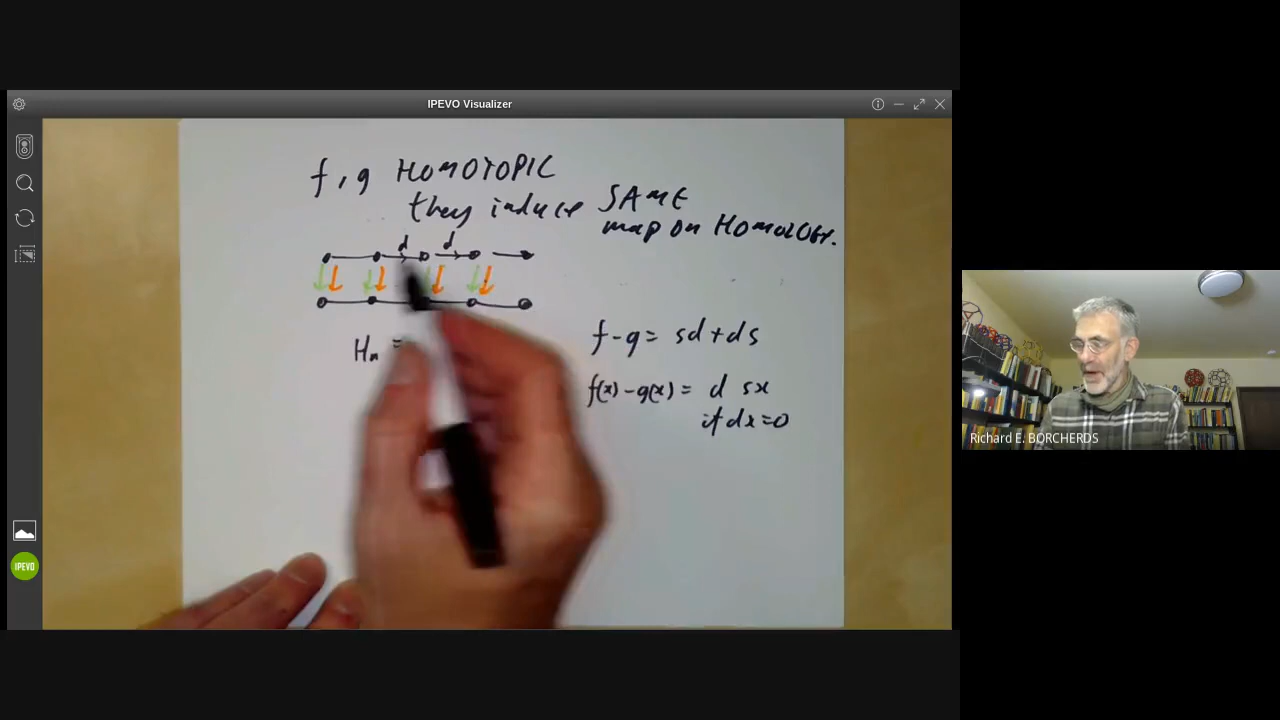 IPEVO Visualizer
f, g HOMOTOPIC
they induce SAME
map on HOMOLOGY.
d d
f-g = sd+ds
Hn =
f(x)-g(x) = d sx
if dx=0
Richard E. BORCHERDS
IPEVO